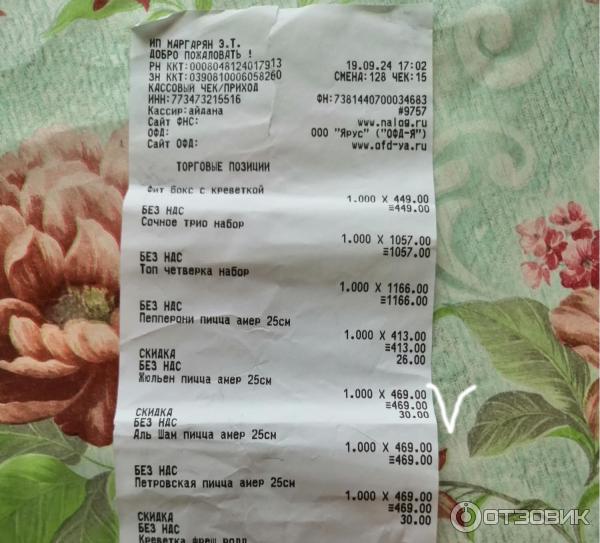 ИП МАРГАРЯН Э.Т.
ДОБРО ПОЖАЛОВАТЬ !
РН ККТ:0008048124017913 19.09.24 17:02
ЗН ККТ:0390810006058260 СМЕНА:128 ЧЕК:15
КАССОВЫЙ ЧЕК/ПРИХОД
ИНН:773473215516 ФН:7381440700034683
Кассир:айдана #9757
Сайт ФНС: www.nalog.ru
ОФД: ООО "Ярус" ("ОФД-Я")
Сайт ОФД: www.ofd-ya.ru
ТОРГОВЫЕ ПОЗИЦИИ
Фит бокс с креветкой
1.000 X 449.00
≡449.00
БЕЗ НДС
Сочное трио набор
1.000 X 1057.00
≡1057.00
БЕЗ НДС
Топ четверка набор
1.000 X 1166.00
≡1166.00
БЕЗ НДС
Пепперони пицца амер 25см
1.000 X 413.00
≡413.00
СКИДКА 26.00
БЕЗ НДС
Жюльен пицца амер 25см
1.000 X 469.00
≡469.00
СКИДКА 30.00
БЕЗ НДС
Аль Шам пицца амер 25см
1.000 X 469.00
≡469.00
БЕЗ НДС
Петровская пицца амер 25см
1.000 X 469.00
≡469.00
СКИДКА 30.00
БЕЗ НДС
Креветка фреш ролл
V
ОТЗОВИК